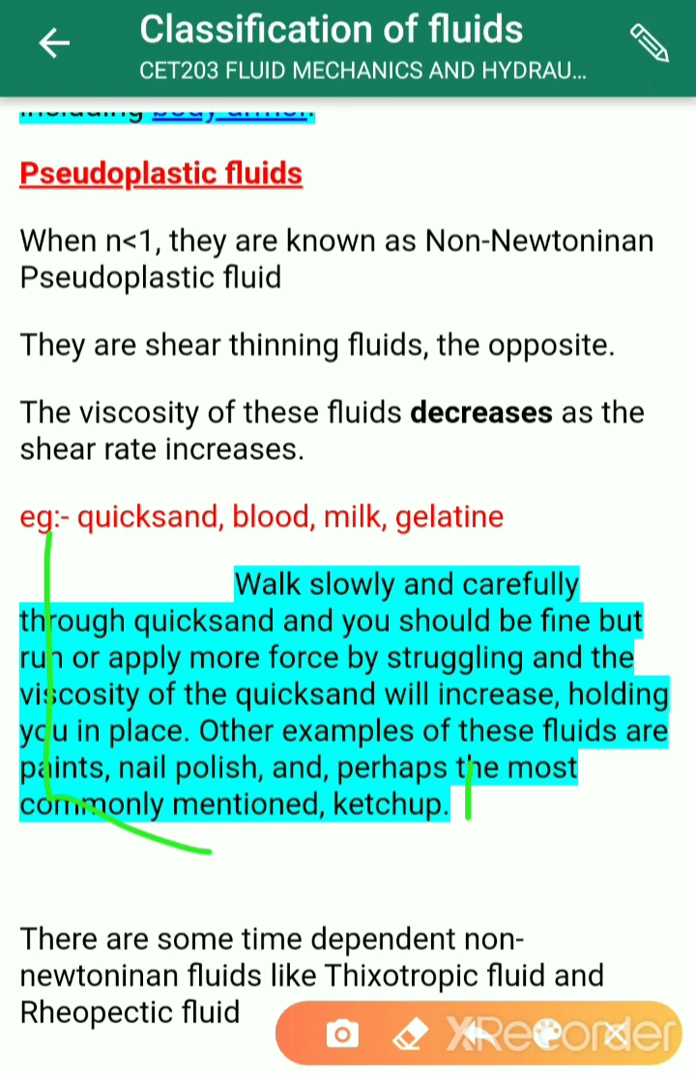 Classification of fluids
CET203 FLUID MECHANICS AND HYDRAU...
including body armor.
Pseudoplastic fluids
When n<1, they are known as Non-Newtoninan
Pseudoplastic fluid
They are shear thinning fluids, the opposite.
The viscosity of these fluids decreases as the
shear rate increases.
eg:- quicksand, blood, milk, gelatine
Walk slowly and carefully
through quicksand and you should be fine but
run or apply more force by struggling and the
viscosity of the quicksand will increase, holding
you in place. Other examples of these fluids are
paints, nail polish, and, perhaps the most
commonly mentioned, ketchup.
There are some time dependent non-
newtoninan fluids like Thixotropic fluid and
Rheopectic fluid
XRecorder